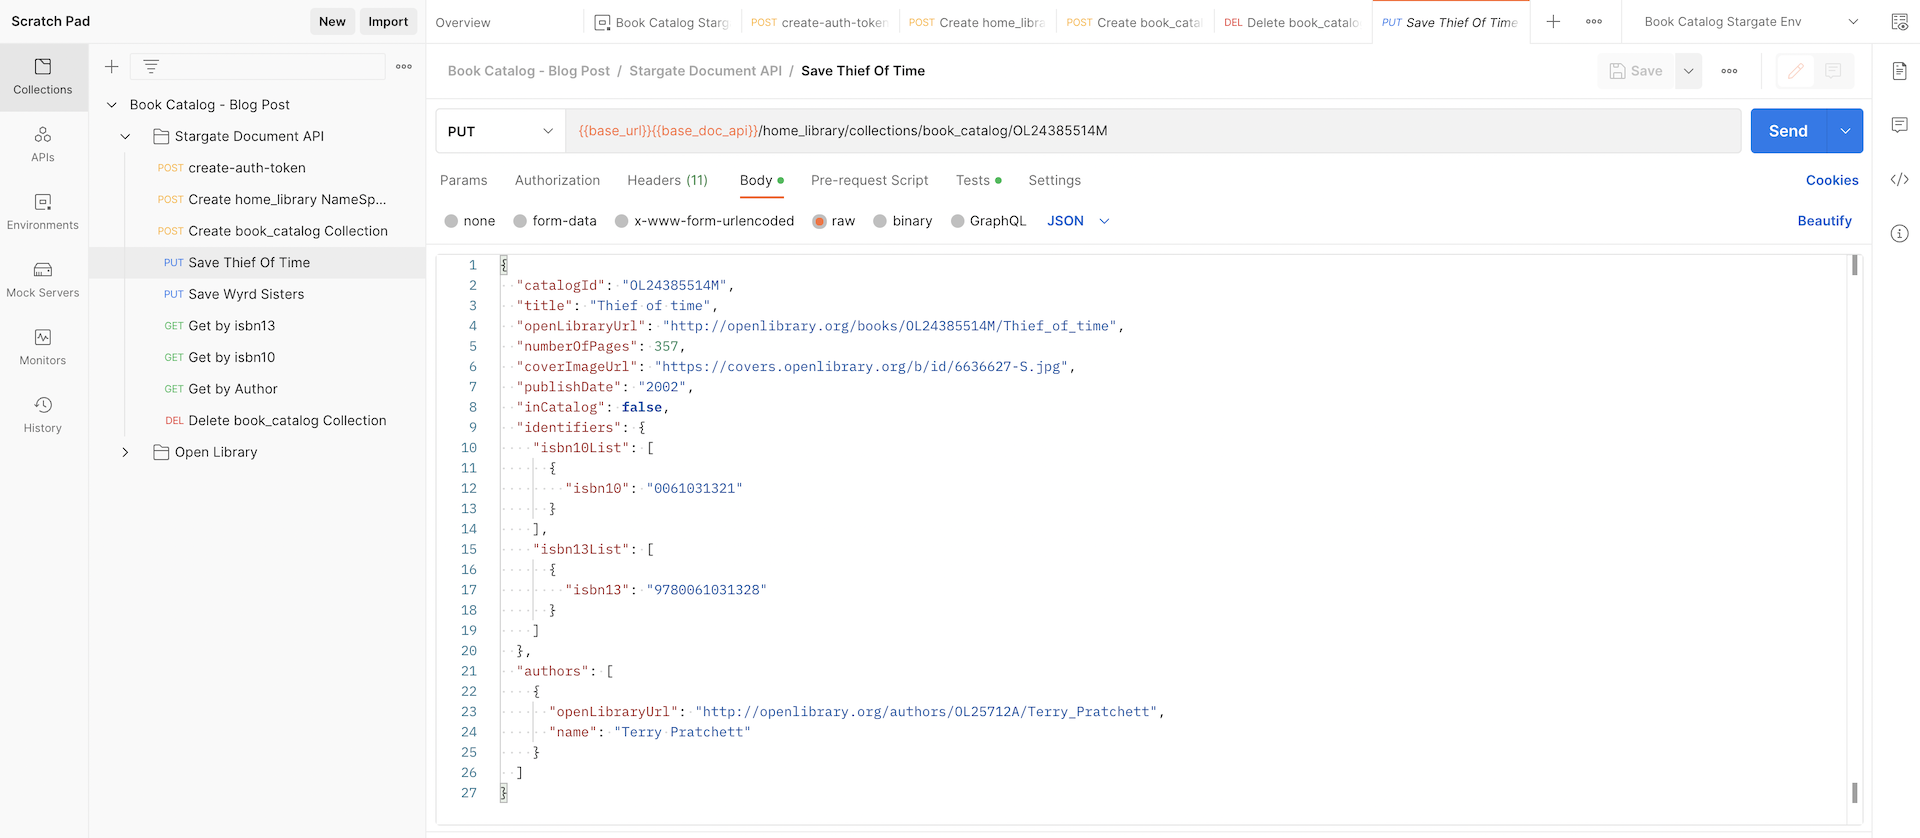 Scratch Pad
New
Import
Overview
Book Catalog Starg
POST create-auth-token
POST Create home_libra
POST Create book_cata
DEL Delete book_catalo
PUT Save Thief Of Time
Book Catalog Stargate Env
Collections
APIs
Environments
Mock Servers
Monitors
History
Book Catalog - Blog Post
Stargate Document API
POST create-auth-token
POST Create home_library NameSp...
POST Create book_catalog Collection
PUT Save Thief Of Time
PUT Save Wyrd Sisters
GET Get by isbn13
GET Get by isbn10
GET Get by Author
DEL Delete book_catalog Collection
Open Library
Book Catalog - Blog Post / Stargate Document API / Save Thief Of Time
Save
PUT
{{base_url}}{{base_doc_api}}/home_library/collections/book_catalog/OL24385514M
Send
Params Authorization Headers (11) Body Pre-request Script Tests Settings
Cookies
none form-data x-www-form-urlencoded raw binary GraphQL JSON
Beautify
1 {
2 "catalogId": "OL24385514M",
3 "title": "Thief of time",
4 "openLibraryUrl": "http://openlibrary.org/books/OL24385514M/Thief_of_time",
5 "numberOfPages": 357,
6 "coverImageUrl": "https://covers.openlibrary.org/b/id/6636627-S.jpg",
7 "publishDate": "2002",
8 "inCatalog": false,
9 "identifiers": {
10 "isbn10List": [
11 {
12 "isbn10": "0061031321"
13 }
14 ],
15 "isbn13List": [
16 {
17 "isbn13": "9780061031328"
18 }
19 ]
20 },
21 "authors": [
22 {
23 "openLibraryUrl": "http://openlibrary.org/authors/OL25712A/Terry_Pratchett",
24 "name": "Terry Pratchett"
25 }
26 ]
27 }